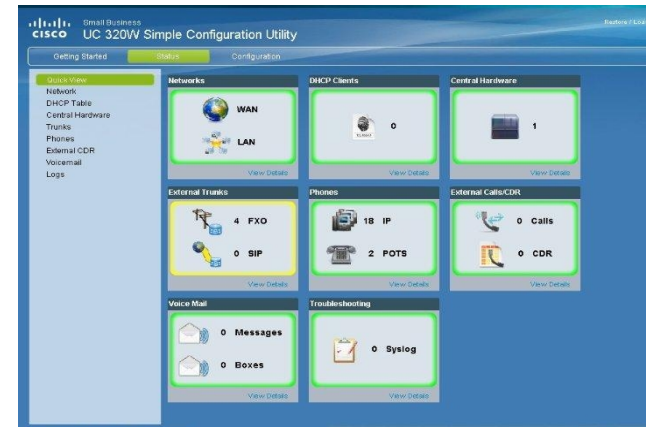 Small Business
CISCO UC 320W Simple Configuration Utility
Restore / Loa
Getting Started Status Configuration
Quick View
Network
DHCP Table
Central Hardware
Trunks
Phones
External CDR
Voicemail
Logs
Networks
WAN
LAN
View Details
DHCP Clients
0
View Details
Central Hardware
1
View Details
External Trunks
4 FXO
0 SIP
View Details
Phones
18 IP
2 POTS
View Details
External Calls/CDR
0 Calls
0 CDR
View Details
Voice Mail
0 Messages
0 Boxes
View Details
Troubleshooting
0 Syslog
View Details